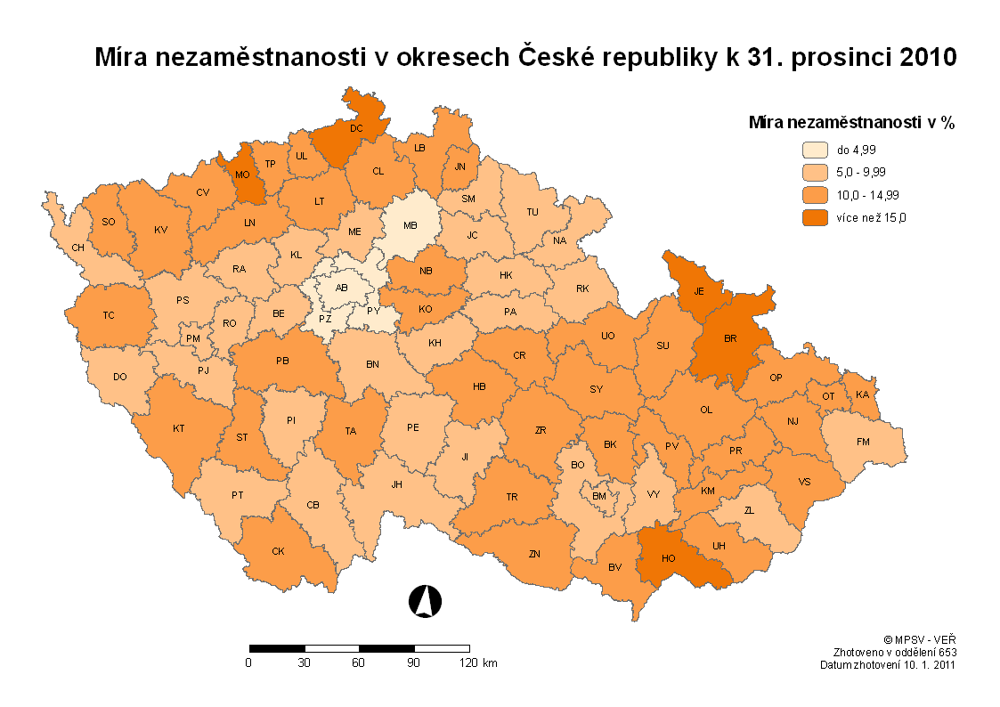 Míra nezaměstnanosti v okresech České republiky k 31. prosinci 2010
Míra nezaměstnanosti v %
do 4,99
5,0 - 9,99
10,0 - 14,99
více než 15,0
DC
LB
UL
TP
MO
CL
JN
CV
LT
SM
TU
SO
KV
LN
ME
MB
JC
NA
CH
RA
KL
NB
HK
RK
AB
JE
TC
PS
RO
BE
PZ
PY
KO
PA
PM
KH
UO
SU
BR
DO
PJ
PB
BN
CR
HB
SY
OP
OT
KA
KT
ST
PI
TA
PE
ZR
OL
NJ
FM
JI
BO
BK
PV
PR
PT
CB
JH
TR
BM
VY
KM
VS
ZL
CK
ZN
BV
HO
UH
0 30 60 90 120 km
© MPSV - VEŘ
Zhotoveno v oddělení 653
Datum zhotovení 10. 1. 2011